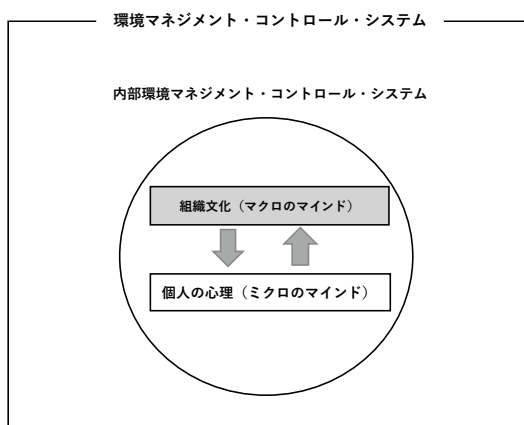 環境マネジメント・コントロール・システム
内部環境マネジメント・コントロール・システム
組織文化（マクロのマインド）
個人の心理（ミクロのマインド）